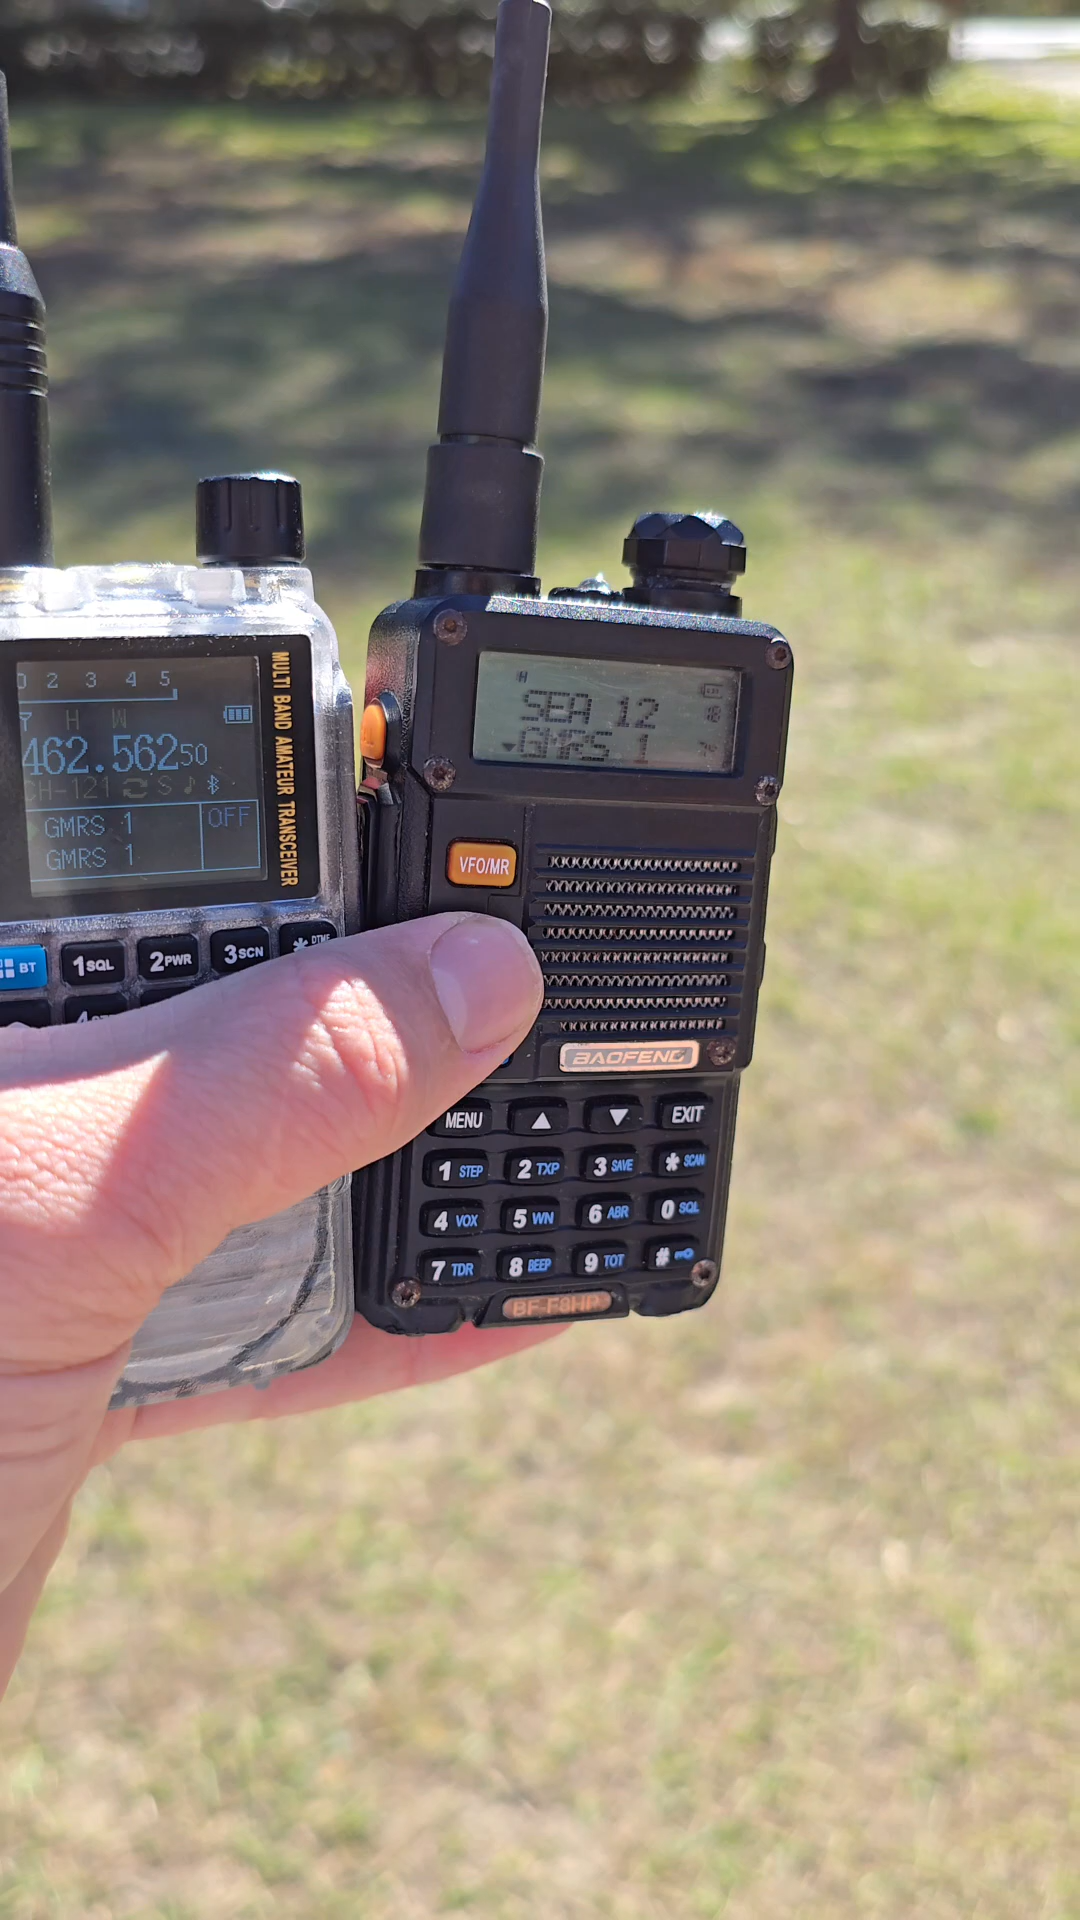 0 2 3 4 5
H W
462.56250
CH-121 S
GMRS 1
OFF
GMRS 1
MULTI BAND AMATEUR TRANSCEIVER
BT
1 SQL
2 PWR
3 SCN
* DTMF
H
SEA 12
GMRS 1
VFO/MR
BAOFENG
MENU
EXIT
1 STEP
2 TXP
3 SAVE
* SCAN
4 VOX
5 WN
6 ABR
0 SQL
7 TDR
8 BEEP
9 TOT
#
BF-F8HP